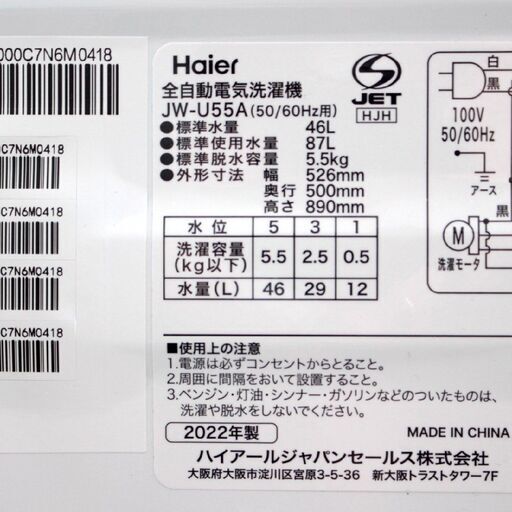 000C7N6M0418
C7N6M0418
C7N6M0418
C7N6M0418
C7N6M0418
Haier
全自動電気洗濯機
JW-U55A(50/60Hz用)
●標準水量 46L
●標準使用水量 87L
●標準脱水容量 5.5kg
●外形寸法 幅 526mm
奥行 500mm
高さ 890mm
S
JET
HJH
白
黒
100V
50/60Hz
アース
黒
M
洗濯モータ
水位 5 3 1
洗濯容量(kg以下) 5.5 2.5 0.5
水量(L) 46 29 12
■使用上の注意
1.電源は必ずコンセントからとること。
2.周囲に間隔をおいて設置すること。
3.ベンジン・灯油・シンナー・ガソリンなどのついたものは、
洗濯や脱水をしないでください。
2022年製
MADE IN CHINA
ハイアールジャパンセールス株式会社
大阪府大阪市淀川区宮原3-5-36 新大阪トラストタワー7F